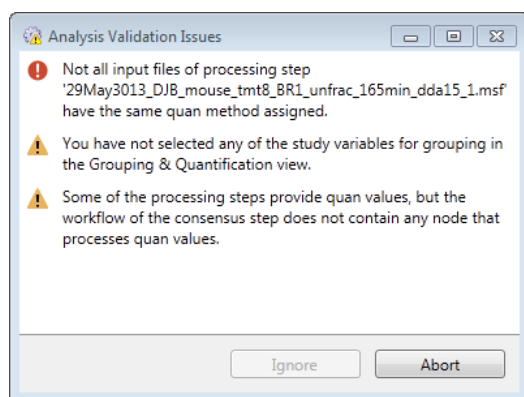 Analysis Validation Issues
Not all input files of processing step
'29May3013_DJB_mouse_tmt8_BR1_unfrac_165min_dda15_1.msf'
have the same quan method assigned.
You have not selected any of the study variables for grouping in
the Grouping & Quantification view.
Some of the processing steps provide quan values, but the
workflow of the consensus step does not contain any node that
processes quan values.
Ignore
Abort